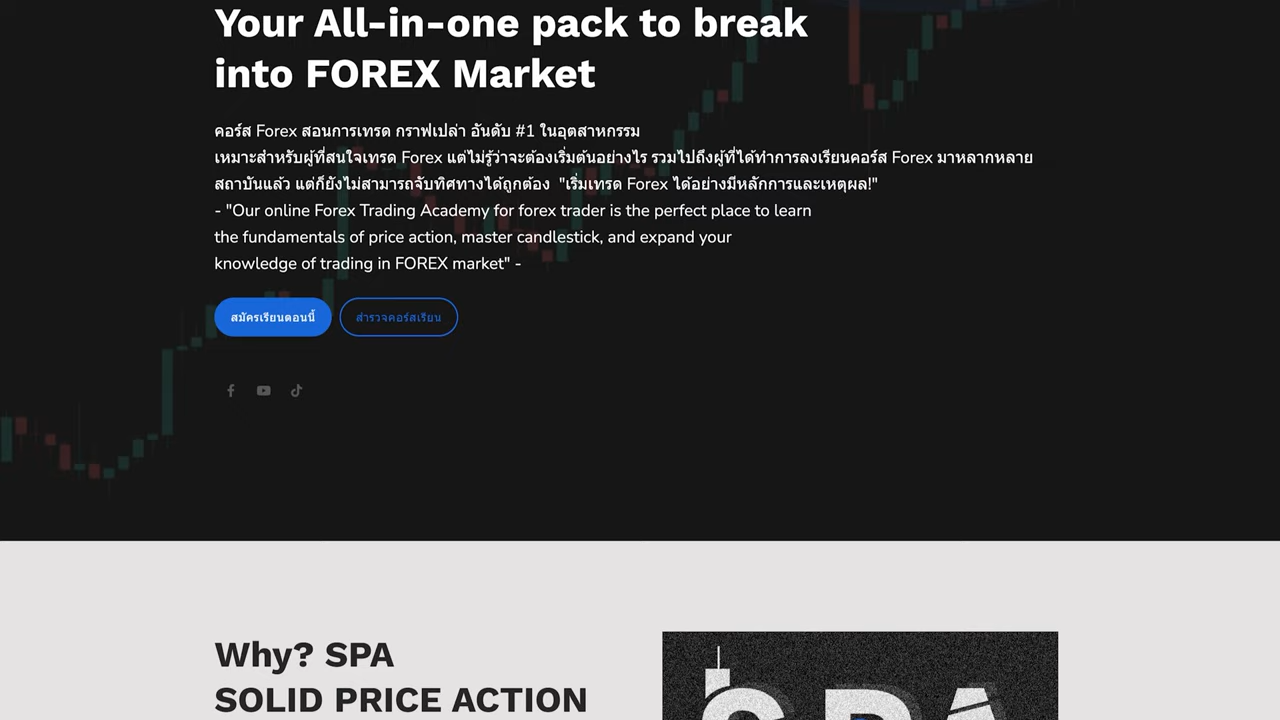 Your All-in-one pack to break
into FOREX Market
คอร์ส Forex สอนการเทรด กราฟเปล่า อันดับ #1 ในอุตสาหกรรม
เหมาะสำหรับผู้ที่สนใจเทรด Forex แต่ไม่รู้ว่าจะต้องเริ่มต้นอย่างไร รวมไปถึงผู้ที่ได้ทำการลงเรียนคอร์ส Forex มาหลากหลาย
สถาบันแล้ว แต่ก็ยังไม่สามารถจับทิศทางได้ถูกต้อง "เริ่มเทรด Forex ได้อย่างมีหลักการและเหตุผล!"
- "Our online Forex Trading Academy for forex trader is the perfect place to learn
the fundamentals of price action, master candlestick, and expand your
knowledge of trading in FOREX market" -
สมัครเรียนตอนนี้ สำรวจคอร์สเรียน
Why? SPA
SOLID PRICE ACTION
SPA